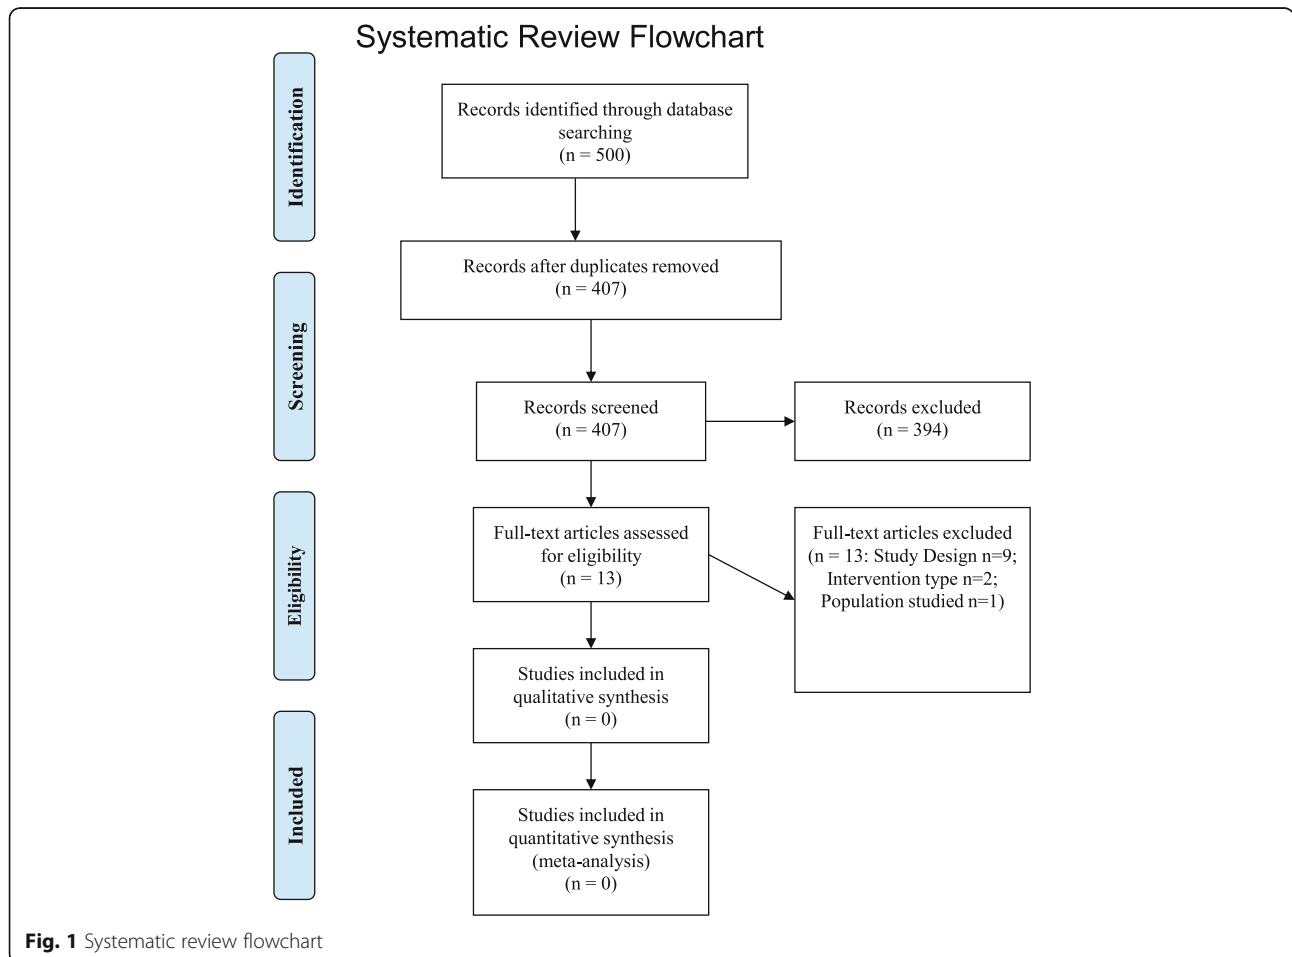 Systematic Review Flowchart
Identification
Records identified through database
searching
(n = 500)
Records after duplicates removed
(n = 407)
Screening
Records screened
(n = 407)
Records excluded
(n = 394)
Eligibility
Full-text articles assessed
for eligibility
(n = 13)
Full-text articles excluded
(n = 13: Study Design n=9;
Intervention type n=2;
Population studied n=1)
Studies included in
qualitative synthesis
(n = 0)
Included
Studies included in
quantitative synthesis
(meta-analysis)
(n = 0)
Fig. 1 Systematic review flowchart